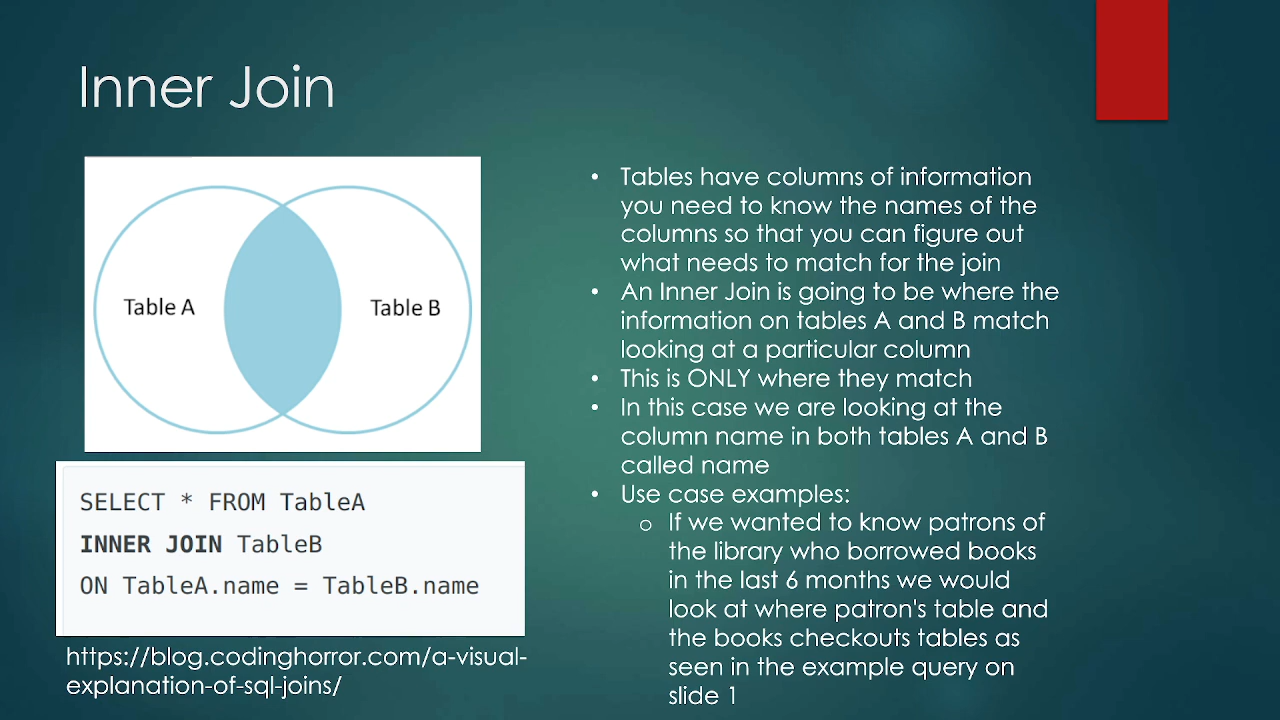 Inner Join
Table A
Table B
SELECT * FROM TableA
INNER JOIN TableB
ON TableA.name = TableB.name
https://blog.codinghorror.com/a-visual-
explanation-of-sql-joins/
• Tables have columns of information
you need to know the names of the
columns so that you can figure out
what needs to match for the join
• An Inner Join is going to be where the
information on tables A and B match
looking at a particular column
• This is ONLY where they match
• In this case we are looking at the
column name in both tables A and B
called name
• Use case examples:
o If we wanted to know patrons of
the library who borrowed books
in the last 6 months we would
look at where patron's table and
the books checkouts tables as
seen in the example query on
slide 1